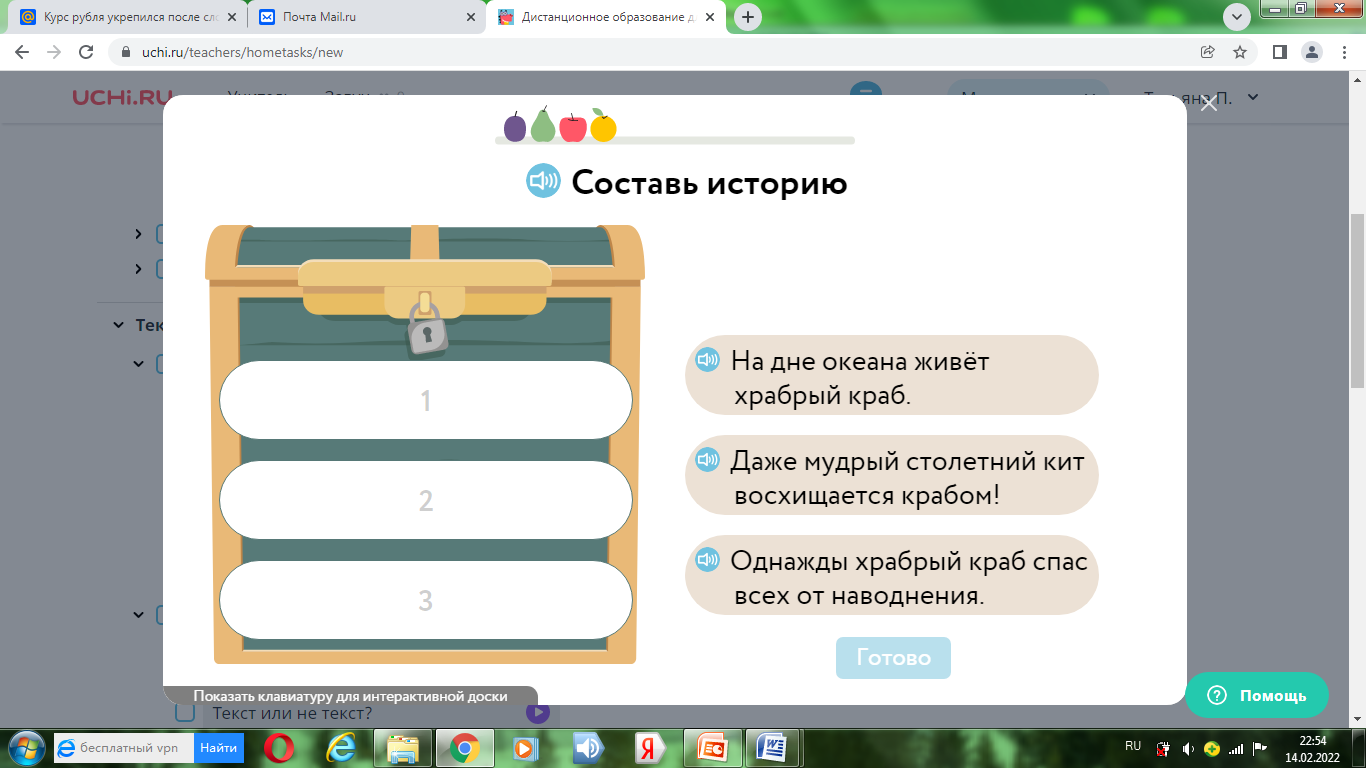 Курс рубля укрепился после сло
Почта Mail.ru
Дистанционное образование д
uchi.ru/teachers/hometasks/new
UCHi.RU
Составь историю
1
2
3
На дне океана живёт
храбрый краб.
Даже мудрый столетний кит
восхищается крабом!
Однажды храбрый краб спас
всех от наводнения.
Готово
Тек
Показать клавиатуру для интерактивной доски
Помощь
Текст или не текст?
бесплатный vpn
Найти
RU
22:54
14.02.2022